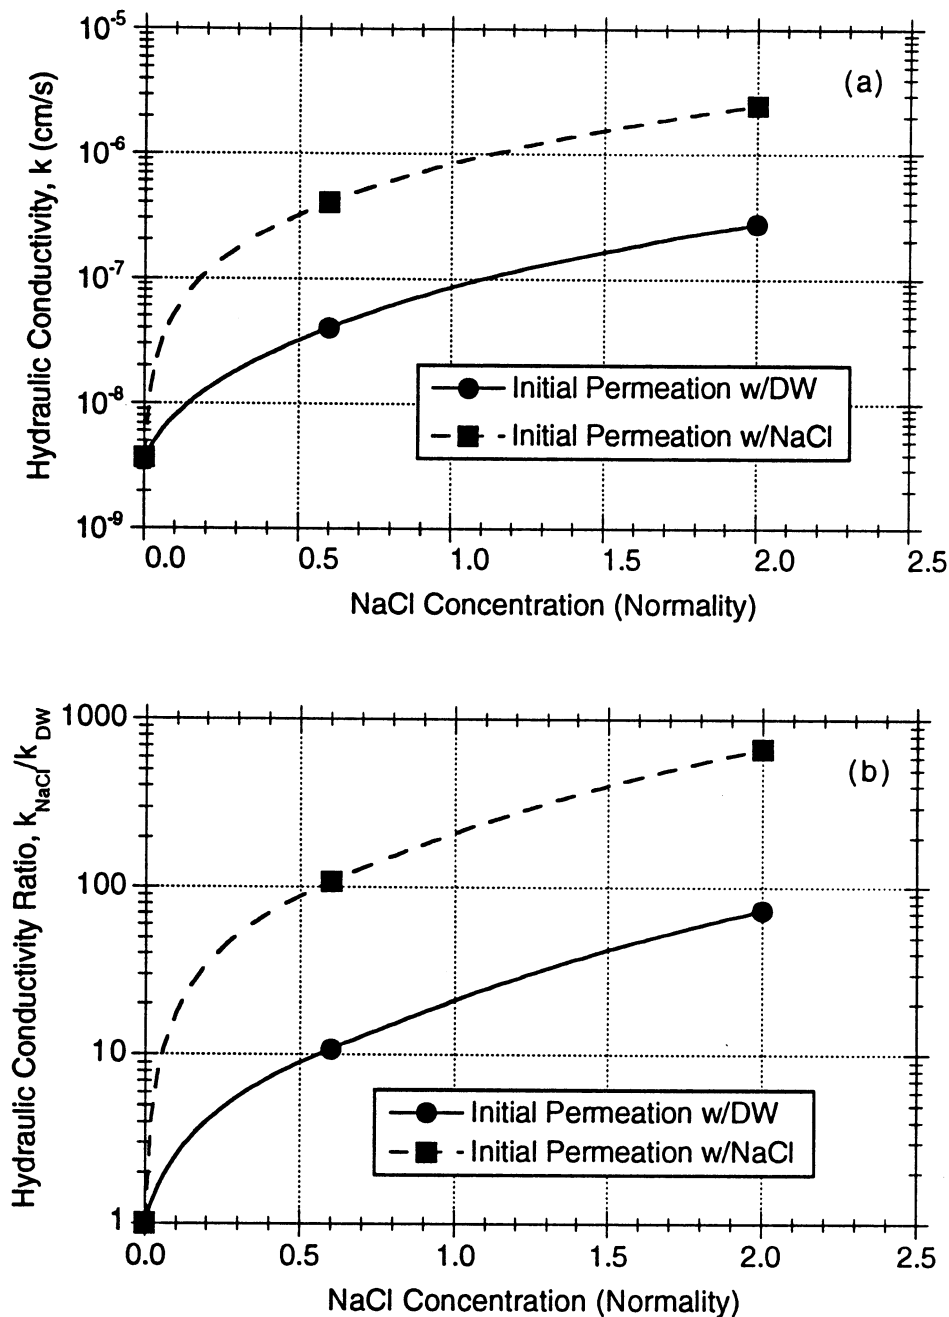 10⁻⁵
(a)
10⁻⁶
10⁻⁷
10⁻⁸
10⁻⁹
Hydraulic Conductivity, k (cm/s)
Initial Permeation w/DW
Initial Permeation w/NaCl
0.0 0.5 1.0 1.5 2.0 2.5
NaCl Concentration (Normality)
1000
(b)
100
10
1
Hydraulic Conductivity Ratio, k_NaCl/k_DW
Initial Permeation w/DW
Initial Permeation w/NaCl
0.0 0.5 1.0 1.5 2.0 2.5
NaCl Concentration (Normality)